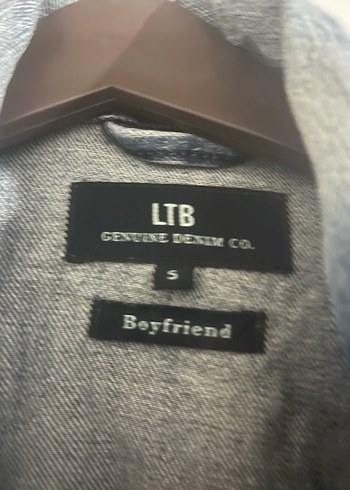 LTB
GENUINE DENIM CO.
S
Boyfriend